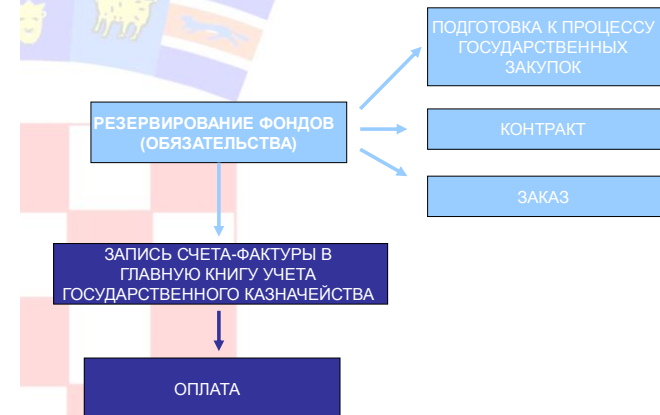 ПОДГОТОВКА К ПРОЦЕССУ
ГОСУДАРСТВЕННЫХ
ЗАКУПОК
РЕЗЕРВИРОВАНИЕ ФОНДОВ
(ОБЯЗАТЕЛЬСТВА)
КОНТРАКТ
ЗАКАЗ
ЗАПИСЬ СЧЕТА-ФАКТУРЫ В
ГЛАВНУЮ КНИГУ УЧЕТА
ГОСУДАРСТВЕННОГО КАЗНАЧЕЙСТВА
ОПЛАТА